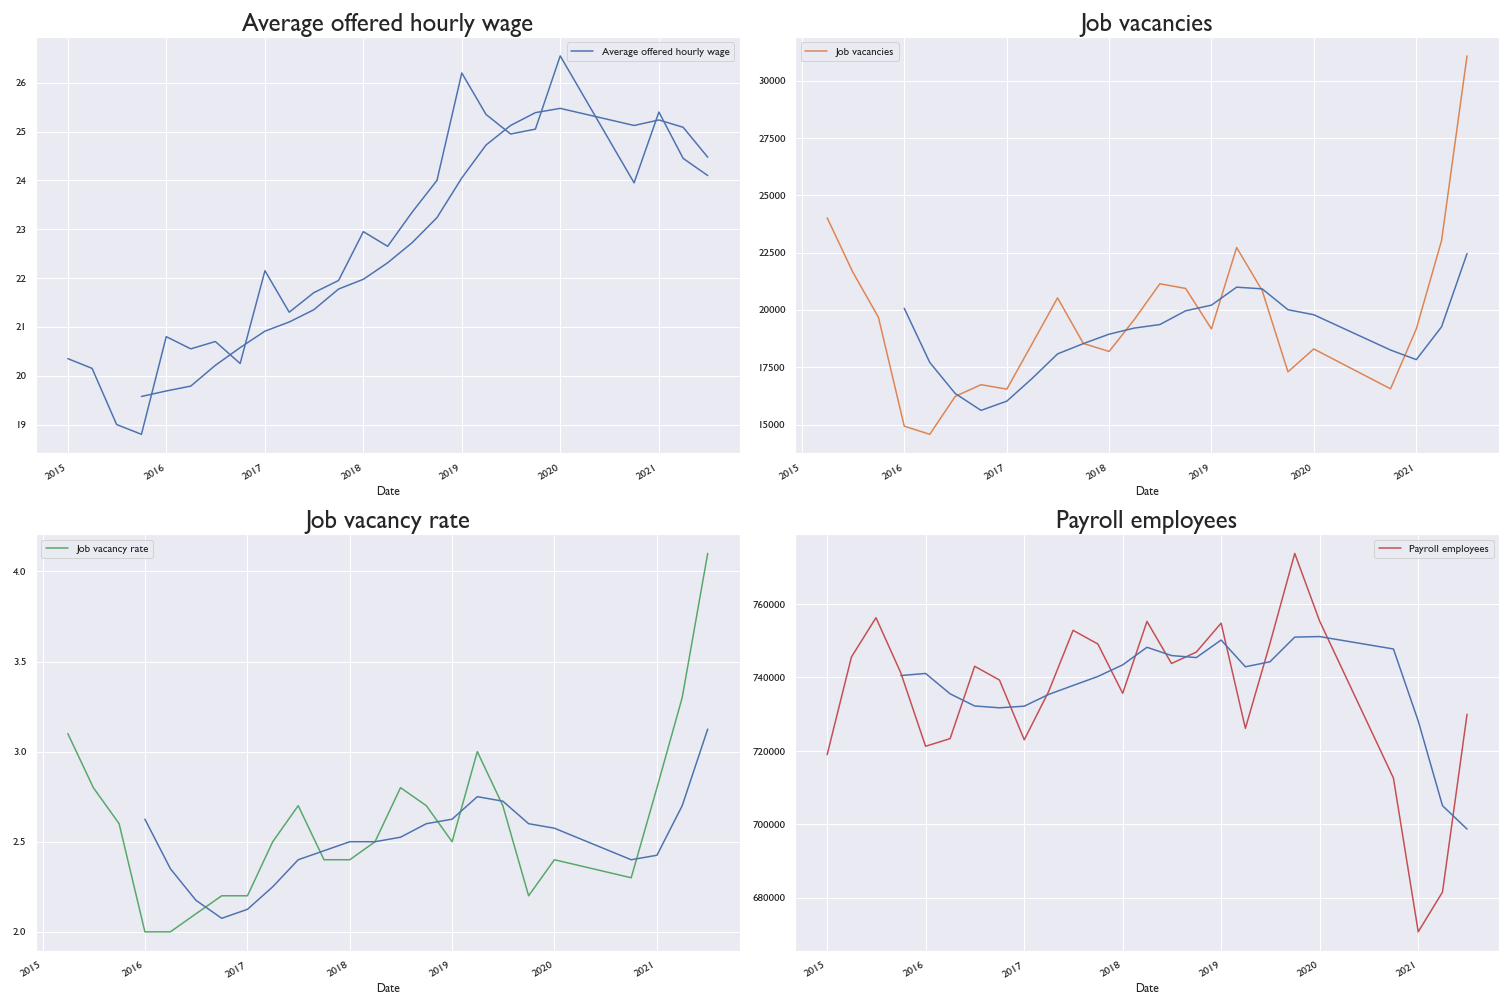 Average offered hourly wage
Average offered hourly wage
26
25
24
23
22
21
20
19
2015 2016 2017 2018 2019 2020 2021
Date
Job vacancies
Job vacancies
30000
27500
25000
22500
20000
17500
15000
2015 2016 2017 2018 2019 2020 2021
Date
Job vacancy rate
Job vacancy rate
4.0
3.5
3.0
2.5
2.0
2015 2016 2017 2018 2019 2020 2021
Date
Payroll employees
Payroll employees
760000
740000
720000
700000
680000
2015 2016 2017 2018 2019 2020 2021
Date